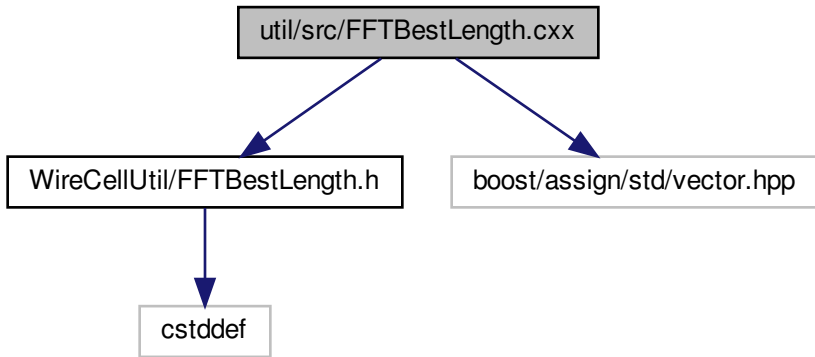 util/src/FFTBestLength.cxx
WireCellUtil/FFTBestLength.h
boost/assign/std/vector.hpp
cstddef